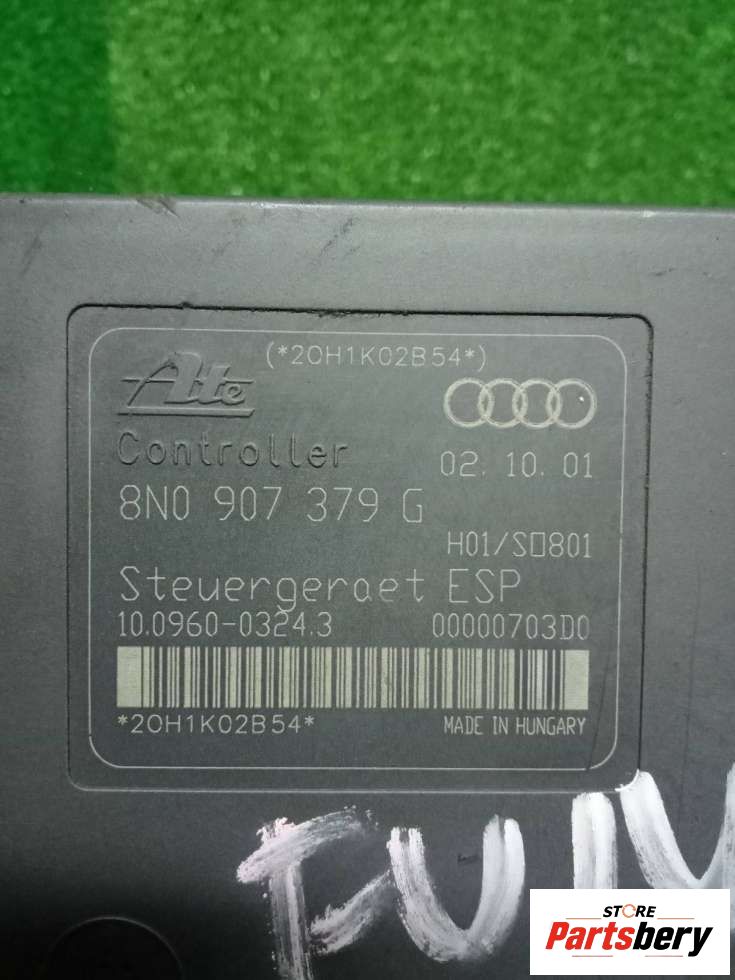 (*20H1K02B54*)
Ate
Controller
02. 10. 01
8N0 907 379 G
H01/S□801
Steuergeraet ESP
10.0960-0324.3 00000703D0
*20H1K02B54*
MADE IN HUNGARY
STORE
Partsbery